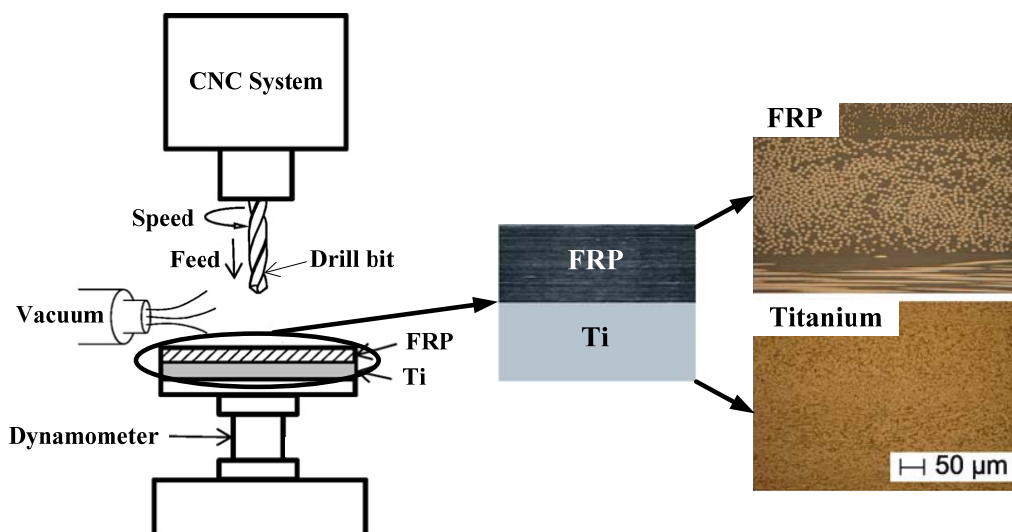 CNC System
Speed
Feed
Drill bit
Vacuum
FRP
Ti
Dynamometer
FRP
Ti
FRP
Titanium
50 µm